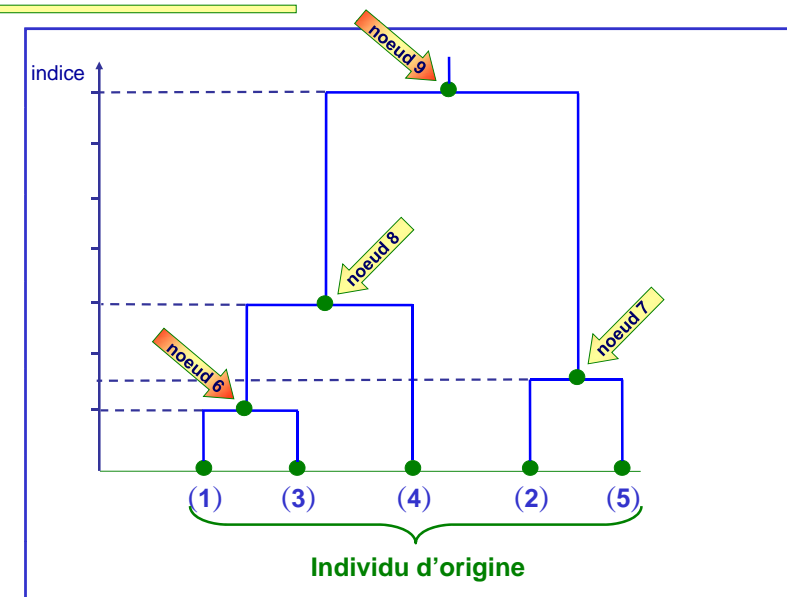 noeud 9
indice
noeud 8
noeud 7
noeud 6
(1) (3) (4) (2) (5)
Individu d'origine